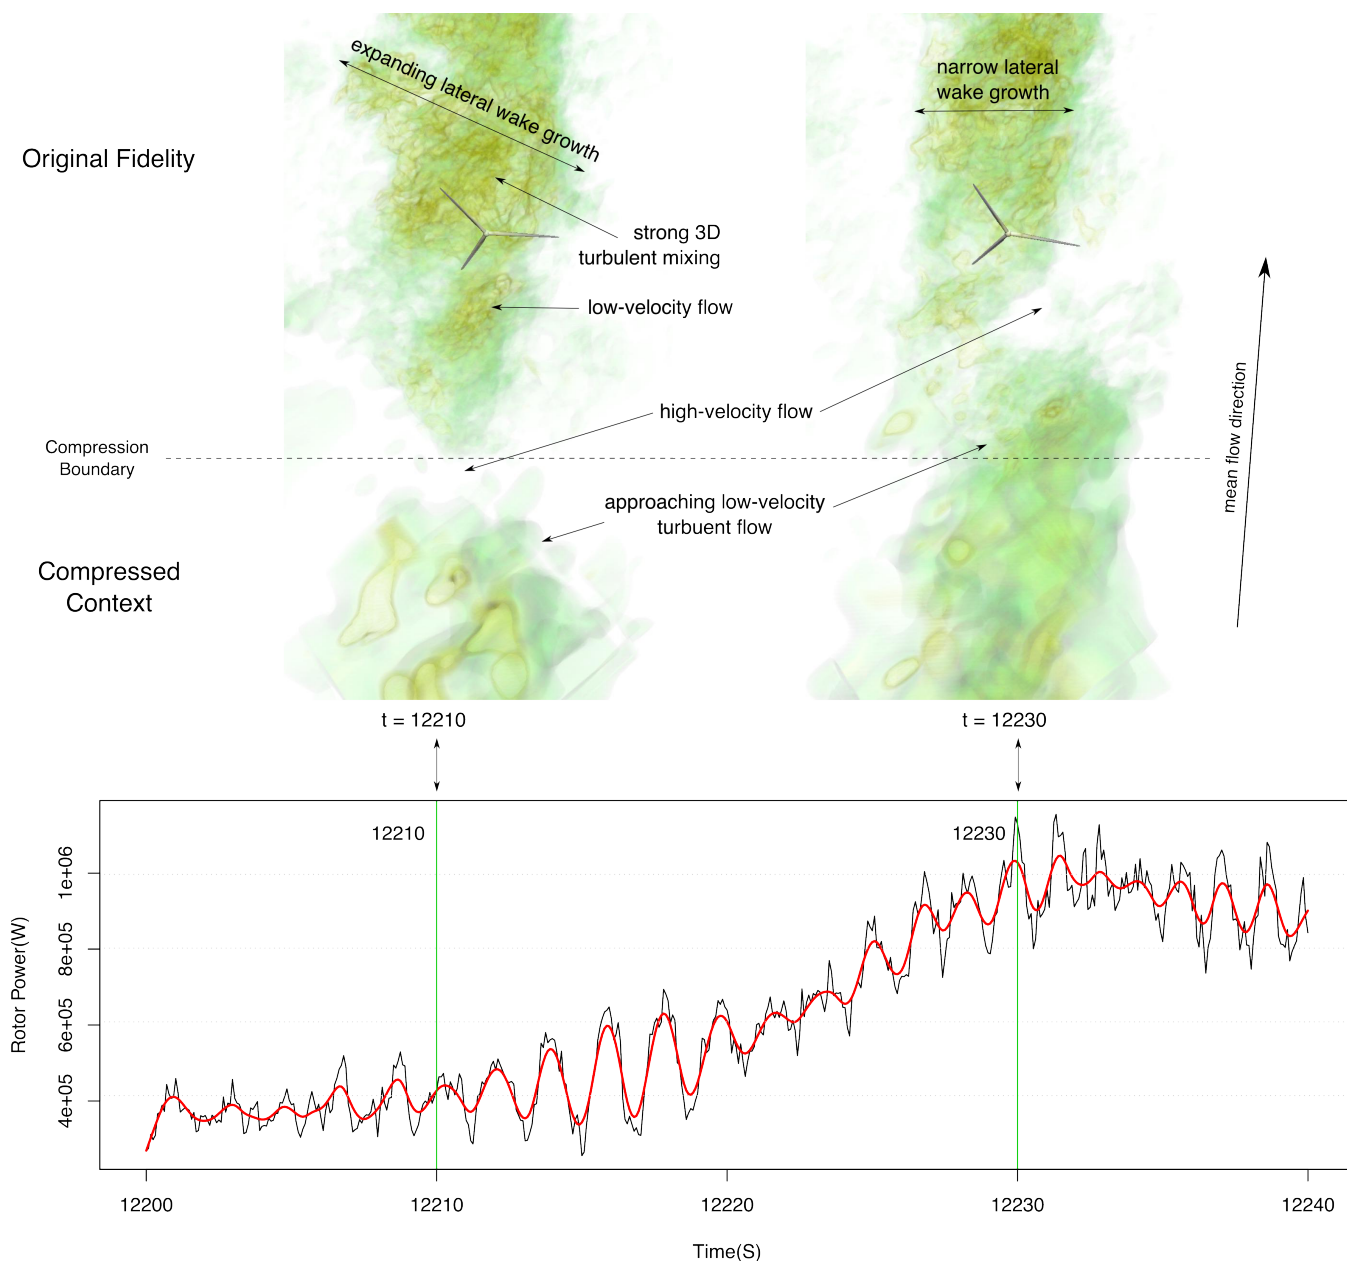 expanding lateral wake growth
narrow lateral
wake growth
Original Fidelity
strong 3D
turbulent mixing
low-velocity flow
high-velocity flow
mean flow direction
Compression
Boundary
approaching low-velocity
turbuent flow
Compressed
Context
t = 12210
t = 12230
12210
12230
Rotor Power(W)
1e+06
8e+05
6e+05
4e+05
12200
12210
12220
12230
12240
Time(S)